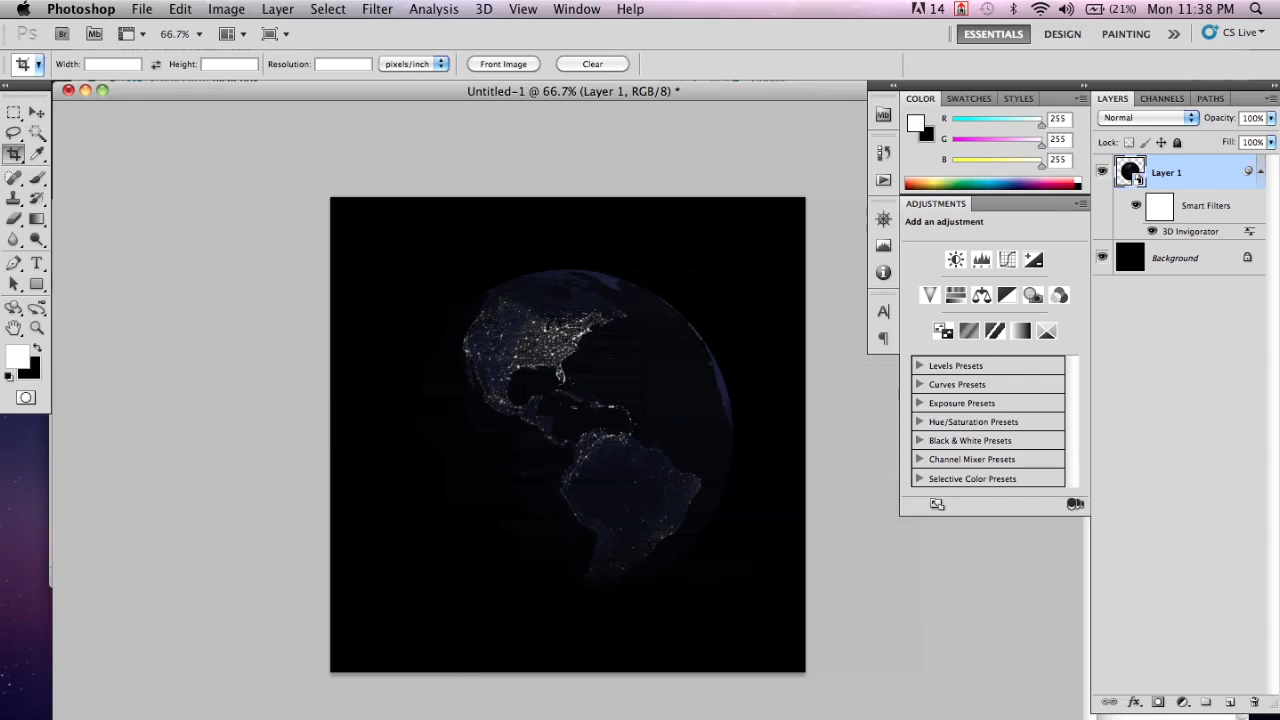 Photoshop File Edit Image Layer Select Filter Analysis 3D View Window Help 14 (21%) Mon 11:38 PM
Ps Br Mb 66.7% ESSENTIALS DESIGN PAINTING CS Live
Width: Height: Resolution: pixels/inch Front Image Clear
Untitled-1 @ 66.7% (Layer 1, RGB/8) *
COLOR SWATCHES STYLES
R 255
G 255
B 255
ADJUSTMENTS
Add an adjustment
Levels Presets
Curves Presets
Exposure Presets
Hue/Saturation Presets
Black & White Presets
Channel Mixer Presets
Selective Color Presets
LAYERS CHANNELS PATHS
Normal Opacity: 100%
Lock: Fill: 100%
Layer 1
Smart Filters
3D Invigorator
Background